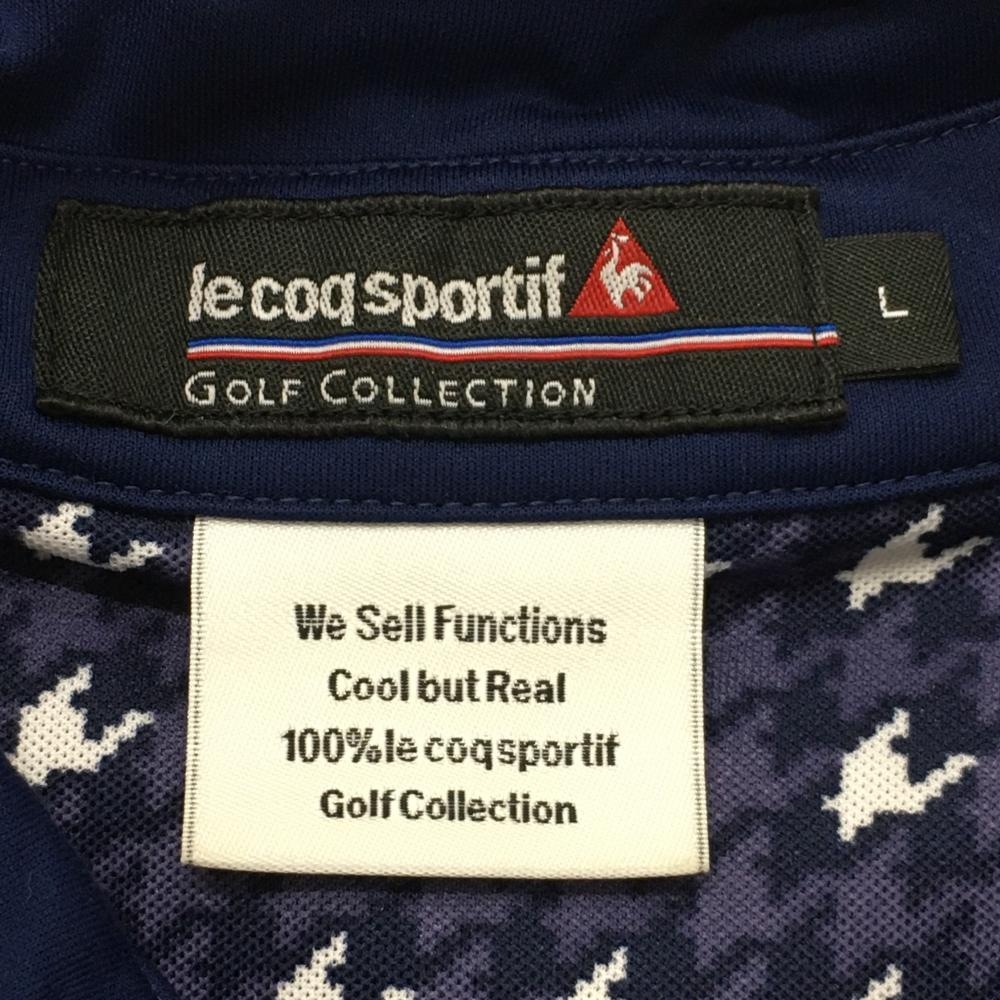 le coq sportif
GOLF COLLECTION
L
We Sell Functions
Cool but Real
100% le coq sportif
Golf Collection